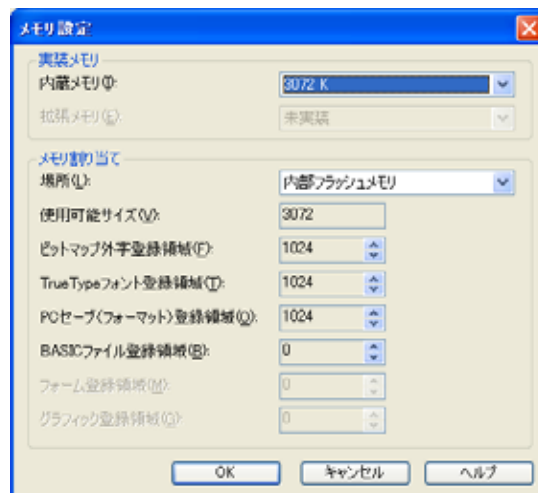 メモリ設定
実装メモリ
内蔵メモリ(I): 3072 K
拡張メモリ(E): 未実装
メモリ割り当て
場所(L): 内部フラッシュメモリ
使用可能サイズ(V): 3072
ビットマップ外字登録領域(F): 1024
TrueTypeフォント登録領域(T): 1024
PCセーブ(フォーマット)登録領域(O): 1024
BASICファイル登録領域(B): 0
フォーム登録領域(M): 0
グラフィック登録領域(G): 0
OK キャンセル ヘルプ